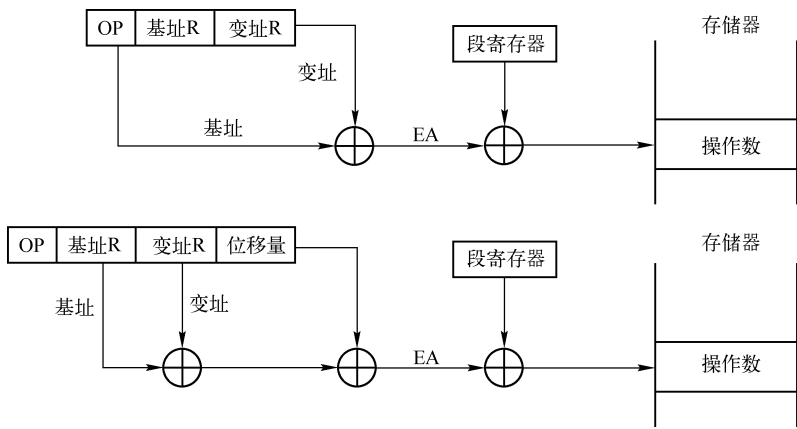 存储器
OP 基址R 变址R
段寄存器
变址
基址
EA
操作数
OP 基址R 变址R 位移量
存储器
段寄存器
基址
变址
EA
操作数